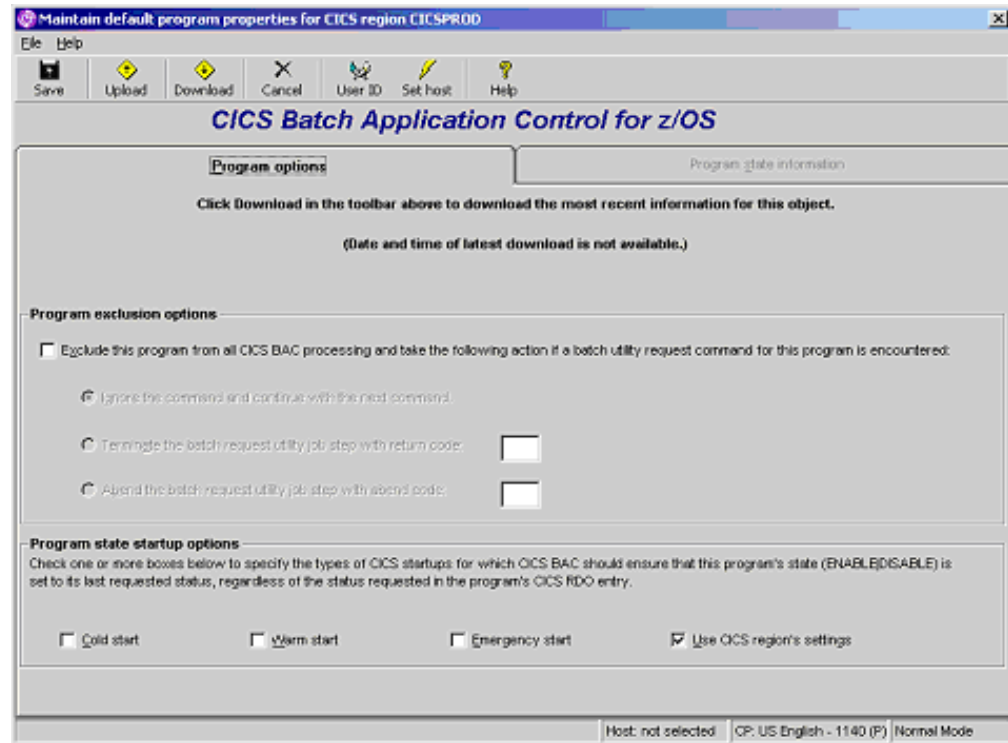 Maintain default program properties for CICS region CICSPROD
File Help
Save Upload Download Cancel User ID Set host Help
CICS Batch Application Control for z/OS
Program options Program state information
Click Download in the toolbar above to download the most recent information for this object.
(Date and time of latest download is not available.)
Program exclusion options
Exclude this program from all CICS BAC processing and take the following action if a batch utility request command for this program is encountered:
Ignore the command and continue with the next command.
Terminate the batch request utility job step with return code:
Abend the batch request utility job step with abend code:
Program state startup options
Check one or more boxes below to specify the types of CICS startups for which CICS BAC should ensure that this program's state (ENABLE|DISABLE) is
set to its last requested status, regardless of the status requested in the program's CICS RDO entry.
Cold start Warm start Emergency start Use CICS region's settings
Host: not selected CP: US English - 1140 (P) Normal Mode